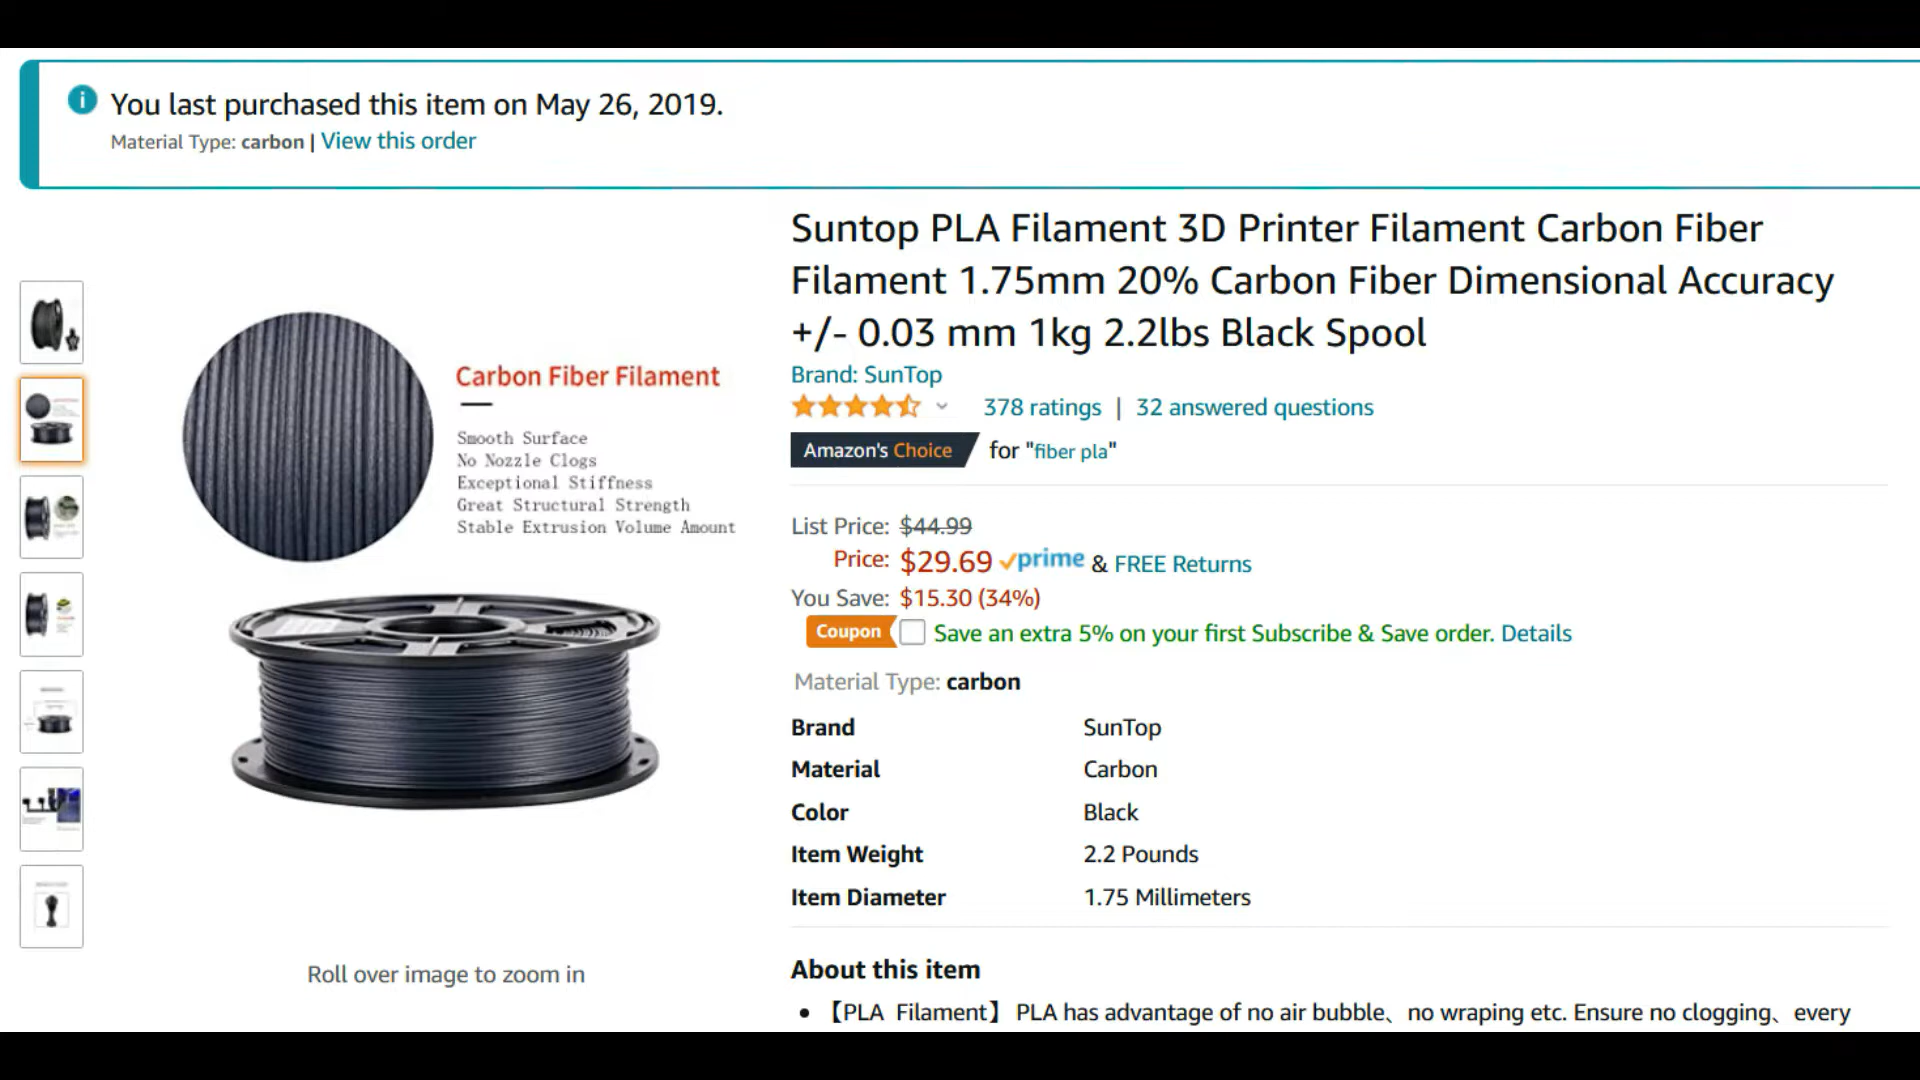 You last purchased this item on May 26, 2019.
Material Type: carbon | View this order
Suntop PLA Filament 3D Printer Filament Carbon Fiber
Filament 1.75mm 20% Carbon Fiber Dimensional Accuracy
+/- 0.03 mm 1kg 2.2lbs Black Spool
Brand: SunTop
378 ratings | 32 answered questions
Amazon's Choice for "fiber pla"
Carbon Fiber Filament
Smooth Surface
No Nozzle Clogs
Exceptional Stiffness
Great Structural Strength
Stable Extrusion Volume Amount
Roll over image to zoom in
List Price: $44.99
Price: $29.69 prime & FREE Returns
You Save: $15.30 (34%)
Coupon Save an extra 5% on your first Subscribe & Save order. Details
Material Type: carbon
Brand SunTop
Material Carbon
Color Black
Item Weight 2.2 Pounds
Item Diameter 1.75 Millimeters
About this item
• 【PLA Filament】 PLA has advantage of no air bubble、no wraping etc. Ensure no clogging、every